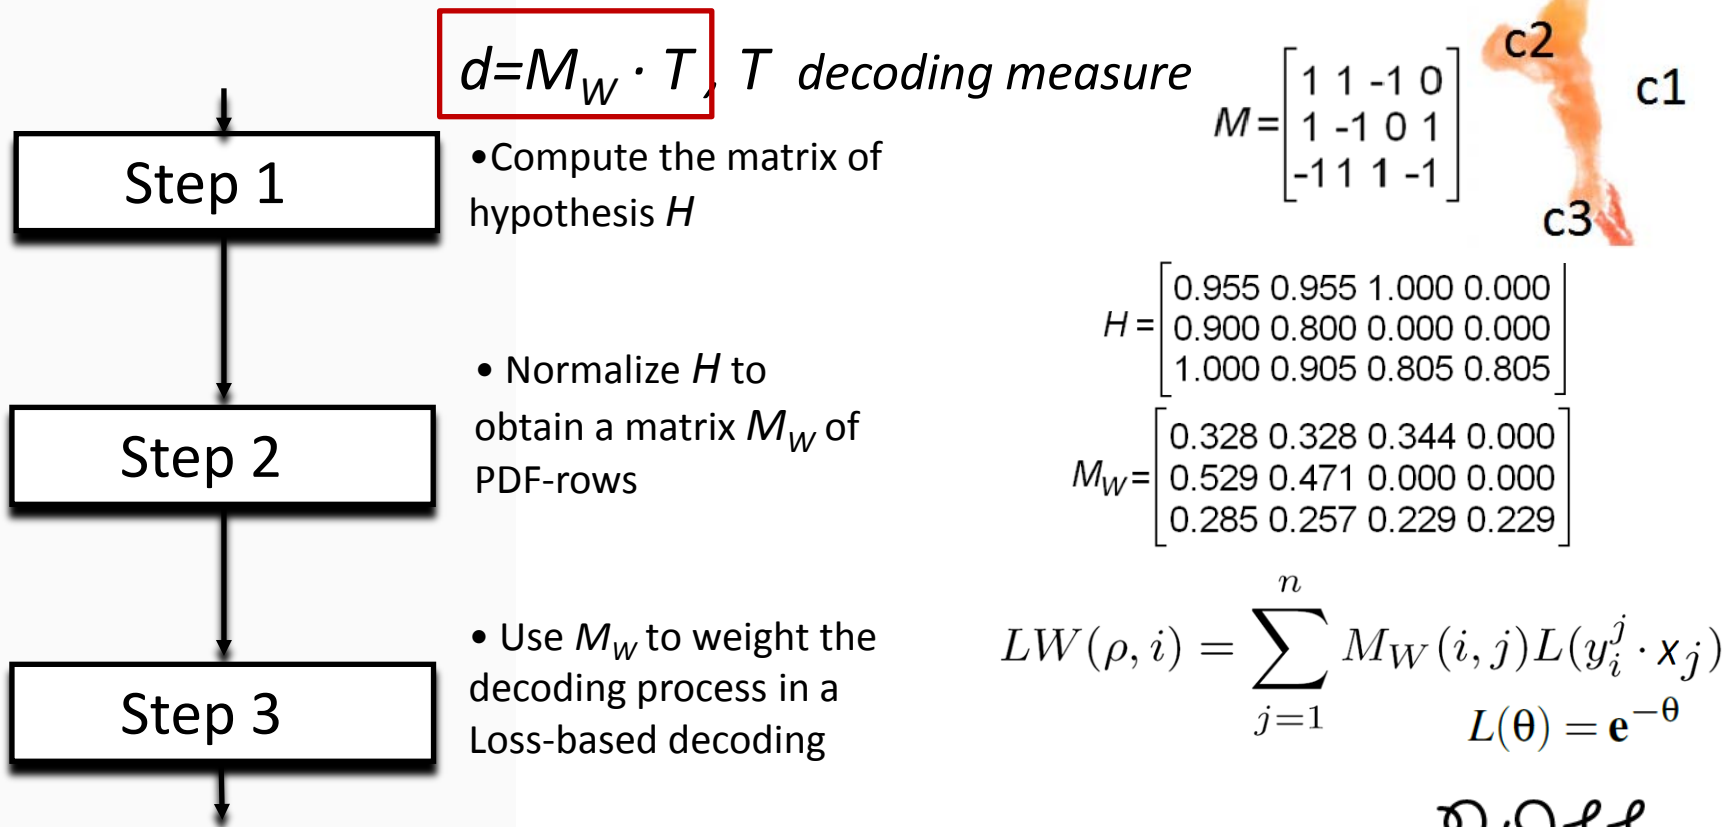 d=M_W · T, T decoding measure
Step 1
•Compute the matrix of
hypothesis H
M=
1 1 -1 0
1 -1 0 1
-1 1 1 -1
c2
c1
c3
H=
0.955 0.955 1.000 0.000
0.900 0.800 0.000 0.000
1.000 0.905 0.805 0.805
Step 2
• Normalize H to
obtain a matrix M_W of
PDF-rows
M_W=
0.328 0.328 0.344 0.000
0.529 0.471 0.000 0.000
0.285 0.257 0.229 0.229
Step 3
• Use M_W to weight the
decoding process in a
Loss-based decoding
LW(ρ, i) = ∑_{j=1}^{n} M_W(i, j)L(y_i^j · x_j)
L(θ) = e^{−θ}